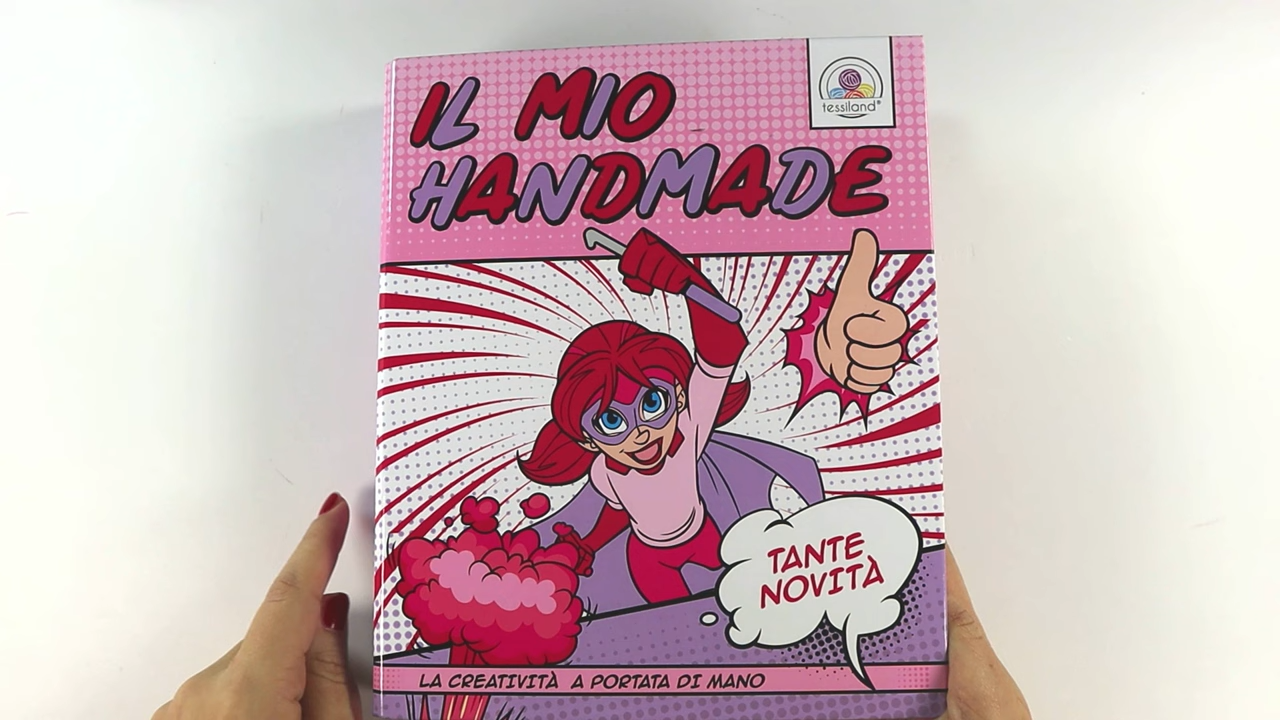 IL MIO
HANDMADE
tessiland®
TANTE
NOVITÀ
LA CREATIVITÀ A PORTATA DI MANO